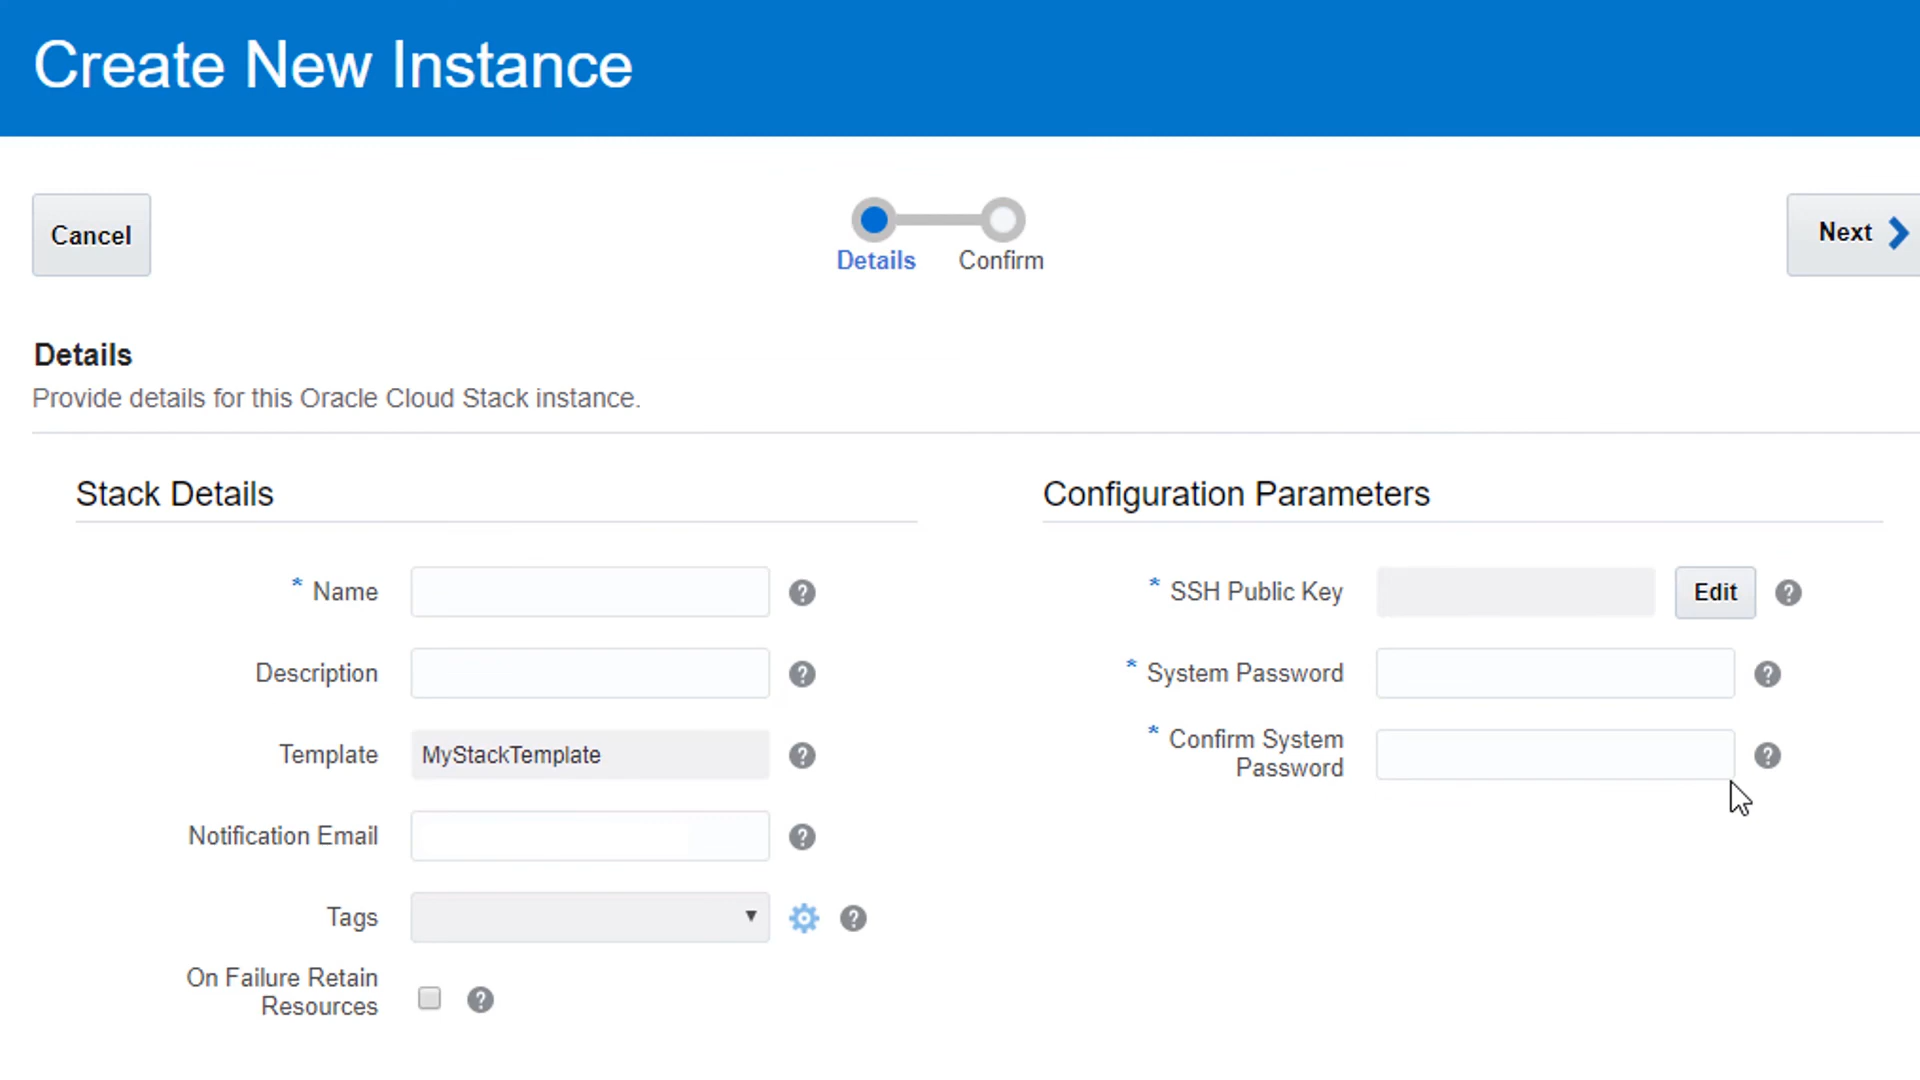 Create New Instance
Cancel
Details
Confirm
Next
Details
Provide details for this Oracle Cloud Stack instance.
Stack Details
* Name
Description
Template
MyStackTemplate
Notification Email
Tags
On Failure Retain
Resources
Configuration Parameters
* SSH Public Key
Edit
* System Password
* Confirm System
Password